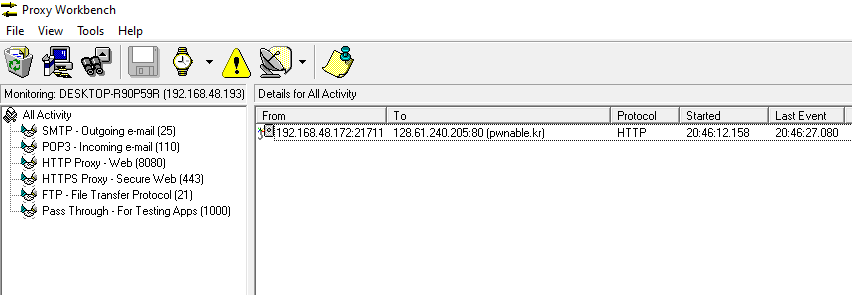 Proxy Workbench
File View Tools Help
Monitoring: DESKTOP-R90P59R (192.168.48.193)
Details for All Activity
All Activity
SMTP - Outgoing e-mail (25)
POP3 - Incoming e-mail (110)
HTTP Proxy - Web (8080)
HTTPS Proxy - Secure Web (443)
FTP - File Transfer Protocol (21)
Pass Through - For Testing Apps (1000)
From To Protocol Started Last Event
192.168.48.172:21711 128.61.240.205:80 (pwnable.kr) HTTP 20:46:12.158 20:46:27.080